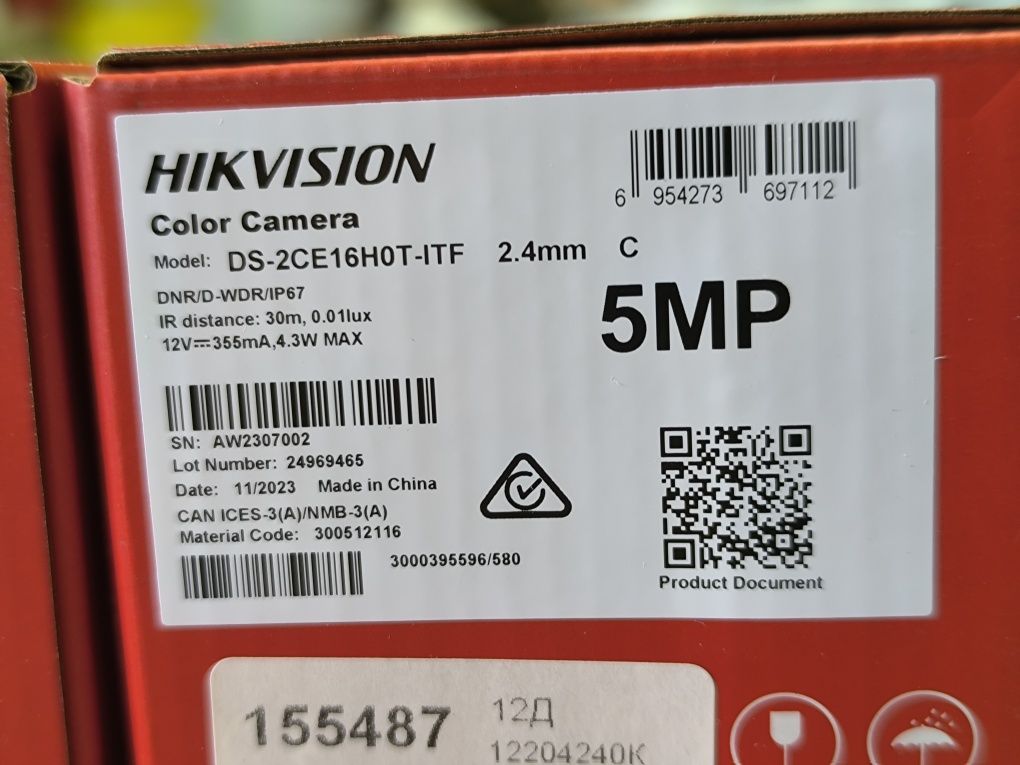 HIKVISION
Color Camera
Model: DS-2CE16H0T-ITF 2.4mm C
DNR/D-WDR/IP67
IR distance: 30m, 0.01lux
12V⎓355mA,4.3W MAX
6 954273 697112
5MP
SN: AW2307002
Lot Number: 24969465
Date: 11/2023 Made in China
CAN ICES-3(A)/NMB-3(A)
Material Code: 300512116
3000395596/580
Product Document
155487
12Д
12204240К